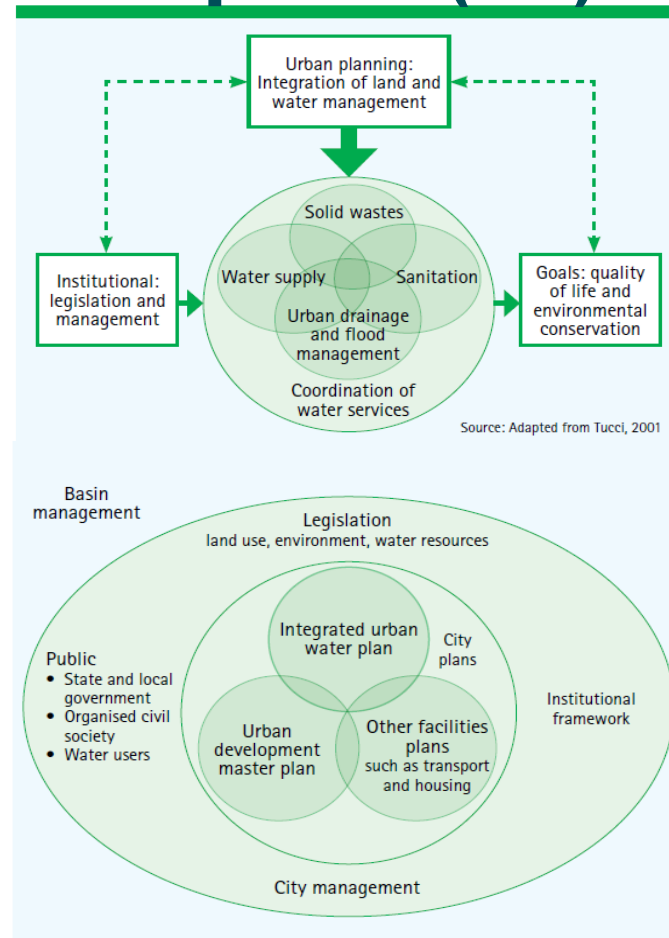 Urban planning:
Integration of land and
water management
Solid wastes
Water supply
Sanitation
Urban drainage
and flood
management
Coordination of
water services
Institutional:
legislation and
management
Goals: quality
of life and
environmental
conservation
Source: Adapted from Tucci, 2001
Basin
management
Legislation
land use, environment, water resources
Integrated urban
water plan
City
plans
Public
• State and local
government
• Organised civil
society
• Water users
Urban
development
master plan
Other facilities
plans
such as transport
and housing
Institutional
framework
City management